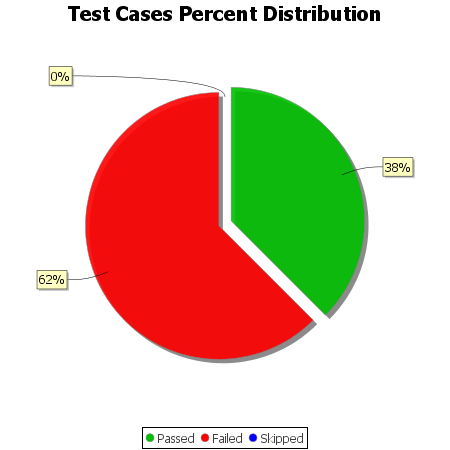 Test Cases Percent Distribution
0%
38%
62%
Passed Failed Skipped